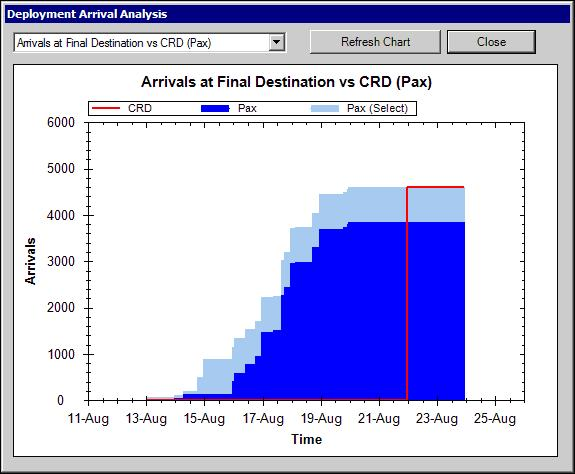 Deployment Arrival Analysis
Arrivals at Final Destination vs CRD (Pax) Refresh Chart Close
Arrivals at Final Destination vs CRD (Pax)
CRD Pax Pax (Select)
6000
5000
4000
3000
2000
1000
0
Arrivals
11-Aug 13-Aug 15-Aug 17-Aug 19-Aug 21-Aug 23-Aug 25-Aug
Time